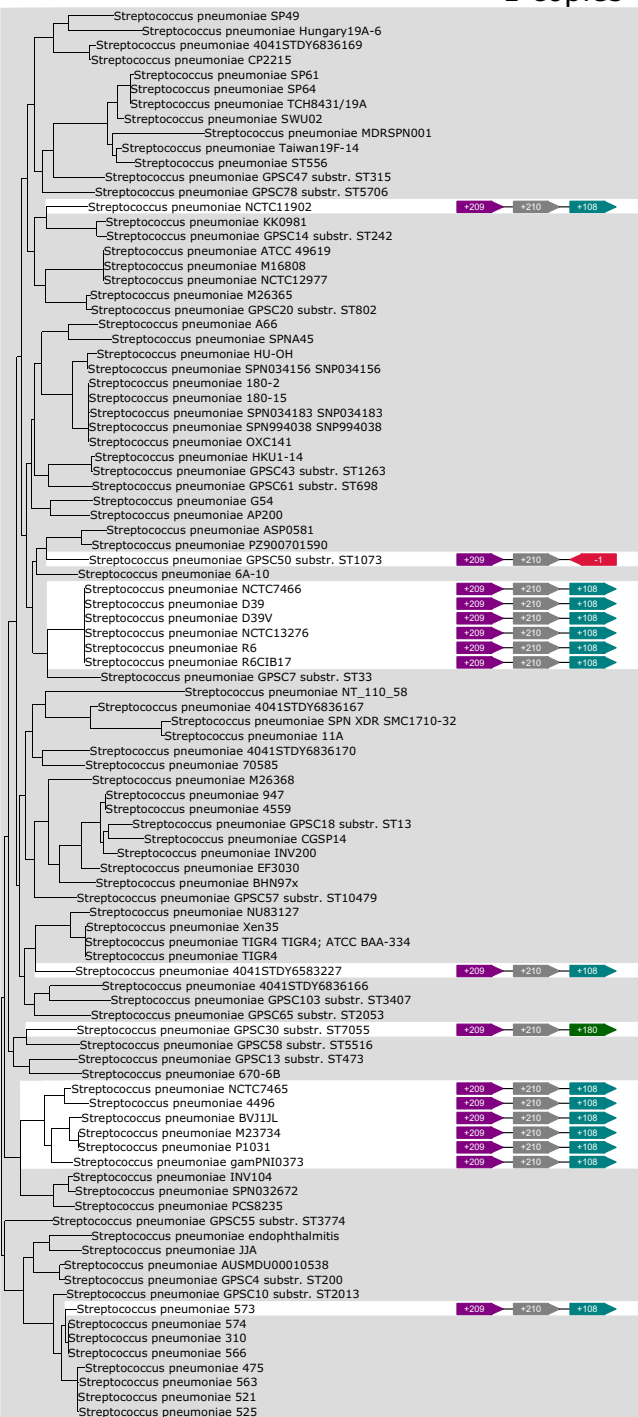 Streptococcus pneumoniae SP49
Streptococcus pneumoniae Hungary19A-6
Streptococcus pneumoniae 4041STDY6836169
Streptococcus pneumoniae CP2215
Streptococcus pneumoniae SP61
Streptococcus pneumoniae SP64
Streptococcus pneumoniae TCH8431/19A
Streptococcus pneumoniae SWU02
Streptococcus pneumoniae MDRSPN001
Streptococcus pneumoniae Taiwan19F-14
Streptococcus pneumoniae ST556
Streptococcus pneumoniae GPSC47 substr. ST315
Streptococcus pneumoniae GPSC78 substr. ST5706
Streptococcus pneumoniae NCTC11902 +209 +210 +108
Streptococcus pneumoniae KK0981
Streptococcus pneumoniae GPSC14 substr. ST242
Streptococcus pneumoniae ATCC 49619
Streptococcus pneumoniae M16808
Streptococcus pneumoniae NCTC12977
Streptococcus pneumoniae M26365
Streptococcus pneumoniae GPSC20 substr. ST802
Streptococcus pneumoniae A66
Streptococcus pneumoniae SPNA45
Streptococcus pneumoniae HU-OH
Streptococcus pneumoniae SPN034156 SNP034156
Streptococcus pneumoniae 180-2
Streptococcus pneumoniae 180-15
Streptococcus pneumoniae SPN034183 SNP034183
Streptococcus pneumoniae SPN994038 SNP994038
Streptococcus pneumoniae OXC141
Streptococcus pneumoniae HKU1-14
Streptococcus pneumoniae GPSC43 substr. ST1263
Streptococcus pneumoniae GPSC61 substr. ST698
Streptococcus pneumoniae G54
Streptococcus pneumoniae AP200
Streptococcus pneumoniae ASP0581
Streptococcus pneumoniae PZ900701590
Streptococcus pneumoniae GPSC50 substr. ST1073 +209 +210 -1
Streptococcus pneumoniae 6A-10
Streptococcus pneumoniae NCTC7466 +209 +210 +108
Streptococcus pneumoniae D39 +209 +210 +108
Streptococcus pneumoniae D39V +209 +210 +108
Streptococcus pneumoniae NCTC13276 +209 +210 +108
Streptococcus pneumoniae R6 +209 +210 +108
Streptococcus pneumoniae R6CIB17 +209 +210 +108
Streptococcus pneumoniae GPSC7 substr. ST33
Streptococcus pneumoniae NT_110_58
Streptococcus pneumoniae 4041STDY6836167
Streptococcus pneumoniae SPN XDR SMC1710-32
Streptococcus pneumoniae 11A
Streptococcus pneumoniae 4041STDY6836170
Streptococcus pneumoniae 70585
Streptococcus pneumoniae M26368
Streptococcus pneumoniae 947
Streptococcus pneumoniae 4559
Streptococcus pneumoniae GPSC18 substr. ST13
Streptococcus pneumoniae CGSP14
Streptococcus pneumoniae INV200
Streptococcus pneumoniae EF3030
Streptococcus pneumoniae BHN97x
Streptococcus pneumoniae GPSC57 substr. ST10479
Streptococcus pneumoniae NU83127
Streptococcus pneumoniae Xen35
Streptococcus pneumoniae TIGR4 TIGR4; ATCC BAA-334
Streptococcus pneumoniae TIGR4
Streptococcus pneumoniae 4041STDY6583227 +209 +210 +108
Streptococcus pneumoniae 4041STDY6836166
Streptococcus pneumoniae GPSC103 substr. ST3407
Streptococcus pneumoniae GPSC65 substr. ST2053
Streptococcus pneumoniae GPSC30 substr. ST7055 +209 +210 +180
Streptococcus pneumoniae GPSC58 substr. ST5516
Streptococcus pneumoniae GPSC13 substr. ST473
Streptococcus pneumoniae 670-6B
Streptococcus pneumoniae NCTC7465 +209 +210 +108
Streptococcus pneumoniae 4496 +209 +210 +108
Streptococcus pneumoniae BVJ1JL +209 +210 +108
Streptococcus pneumoniae M23734 +209 +210 +108
Streptococcus pneumoniae P1031 +209 +210 +108
Streptococcus pneumoniae gamPNI0373 +209 +210 +108
Streptococcus pneumoniae INV104
Streptococcus pneumoniae SPN032672
Streptococcus pneumoniae PCS8235
Streptococcus pneumoniae GPSC55 substr. ST3774
Streptococcus pneumoniae endophthalmitis
Streptococcus pneumoniae JJA
Streptococcus pneumoniae AUSMDU00010538
Streptococcus pneumoniae GPSC4 substr. ST200
Streptococcus pneumoniae GPSC10 substr. ST2013
Streptococcus pneumoniae 573 +209 +210 +108
Streptococcus pneumoniae 574
Streptococcus pneumoniae 310
Streptococcus pneumoniae 566
Streptococcus pneumoniae 475
Streptococcus pneumoniae 563
Streptococcus pneumoniae 521
Streptococcus pneumoniae 525